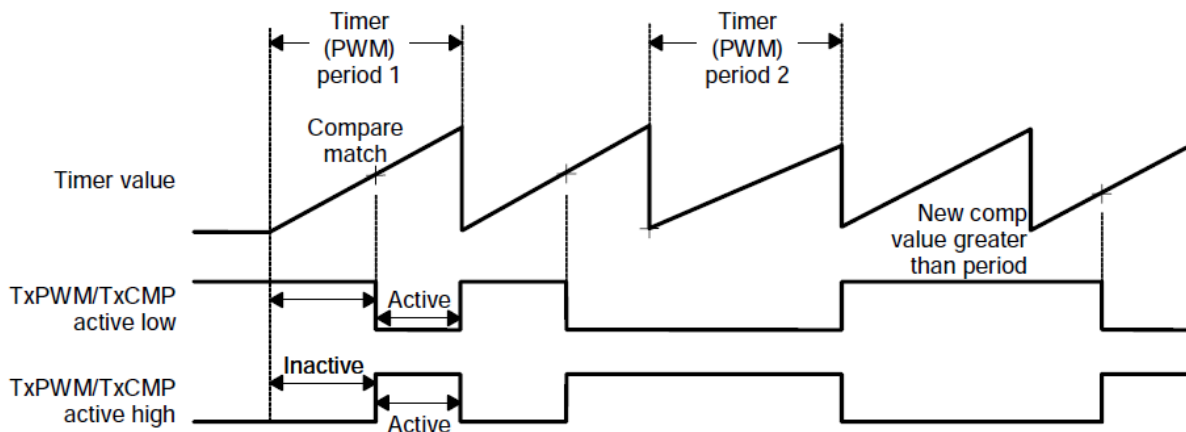 Timer
(PWM)
period 1
Timer
(PWM)
period 2
Compare
match
Timer value
New comp
value greater
than period
TxPWM/TxCMP
active low
Active
Inactive
TxPWM/TxCMP
active high
Active